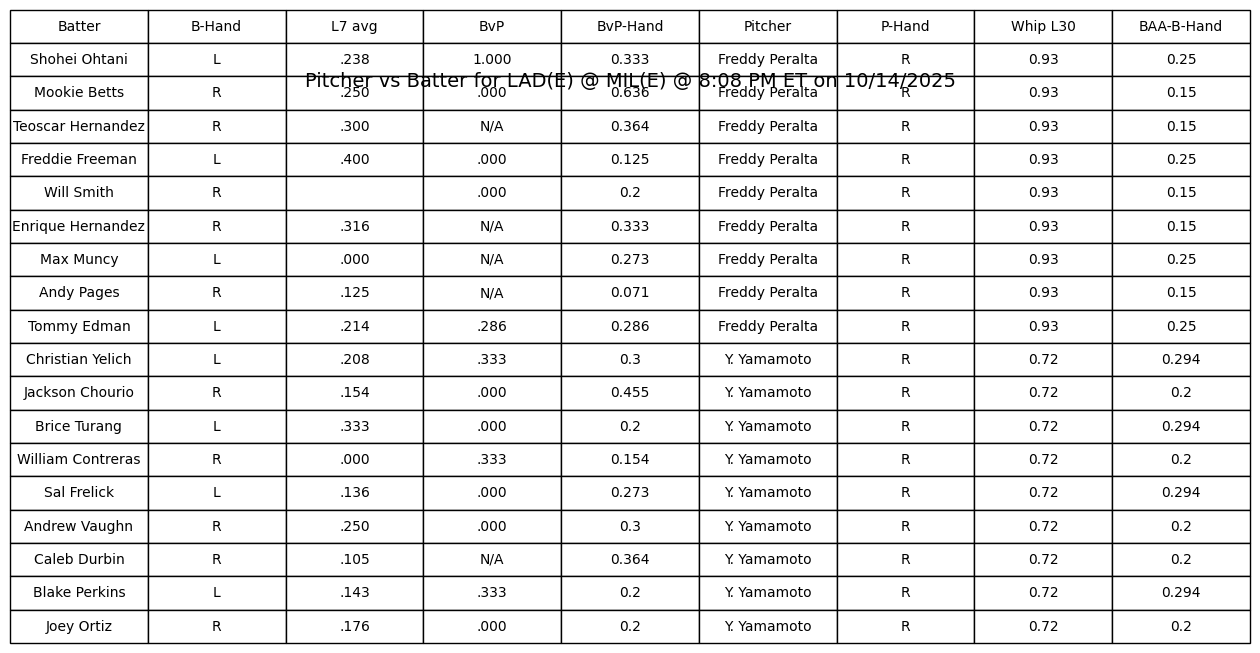 Batter B-Hand L7 avg BvP BvP-Hand Pitcher P-Hand Whip L30 BAA-B-Hand
Shohei Ohtani L .238 1.000 0.333 Freddy Peralta R 0.93 0.25
Pitcher vs Batter for LAD(E) @ MIL(E) @ 8:08 PM ET on 10/14/2025
Mookie Betts R .250 .000 0.636 Freddy Peralta R 0.93 0.15
Teoscar Hernandez R .300 N/A 0.364 Freddy Peralta R 0.93 0.15
Freddie Freeman L .400 .000 0.125 Freddy Peralta R 0.93 0.25
Will Smith R .000 0.2 Freddy Peralta R 0.93 0.15
Enrique Hernandez R .316 N/A 0.333 Freddy Peralta R 0.93 0.15
Max Muncy L .000 N/A 0.273 Freddy Peralta R 0.93 0.25
Andy Pages R .125 N/A 0.071 Freddy Peralta R 0.93 0.15
Tommy Edman L .214 .286 0.286 Freddy Peralta R 0.93 0.25
Christian Yelich L .208 .333 0.3 Y. Yamamoto R 0.72 0.294
Jackson Chourio R .154 .000 0.455 Y. Yamamoto R 0.72 0.2
Brice Turang L .333 .000 0.2 Y. Yamamoto R 0.72 0.294
William Contreras R .000 .333 0.154 Y. Yamamoto R 0.72 0.2
Sal Frelick L .136 .000 0.273 Y. Yamamoto R 0.72 0.294
Andrew Vaughn R .250 .000 0.3 Y. Yamamoto R 0.72 0.2
Caleb Durbin R .105 N/A 0.364 Y. Yamamoto R 0.72 0.2
Blake Perkins L .143 .333 0.2 Y. Yamamoto R 0.72 0.294
Joey Ortiz R .176 .000 0.2 Y. Yamamoto R 0.72 0.2